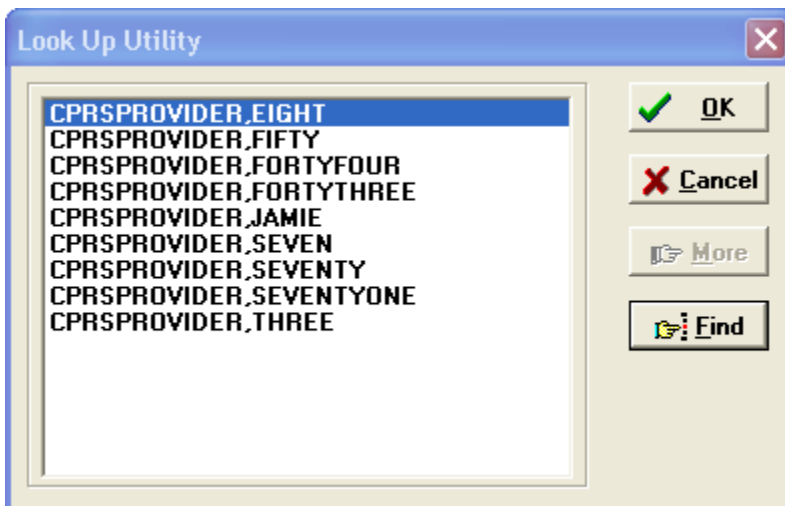 Look Up Utility
CPRSPROVIDER,EIGHT
CPRSPROVIDER,FIFTY
CPRSPROVIDER,FORTYFOUR
CPRSPROVIDER,FORTYTHREE
CPRSPROVIDER,JAMIE
CPRSPROVIDER,SEVEN
CPRSPROVIDER,SEVENTY
CPRSPROVIDER,SEVENTYONE
CPRSPROVIDER,THREE
OK
Cancel
More
Find